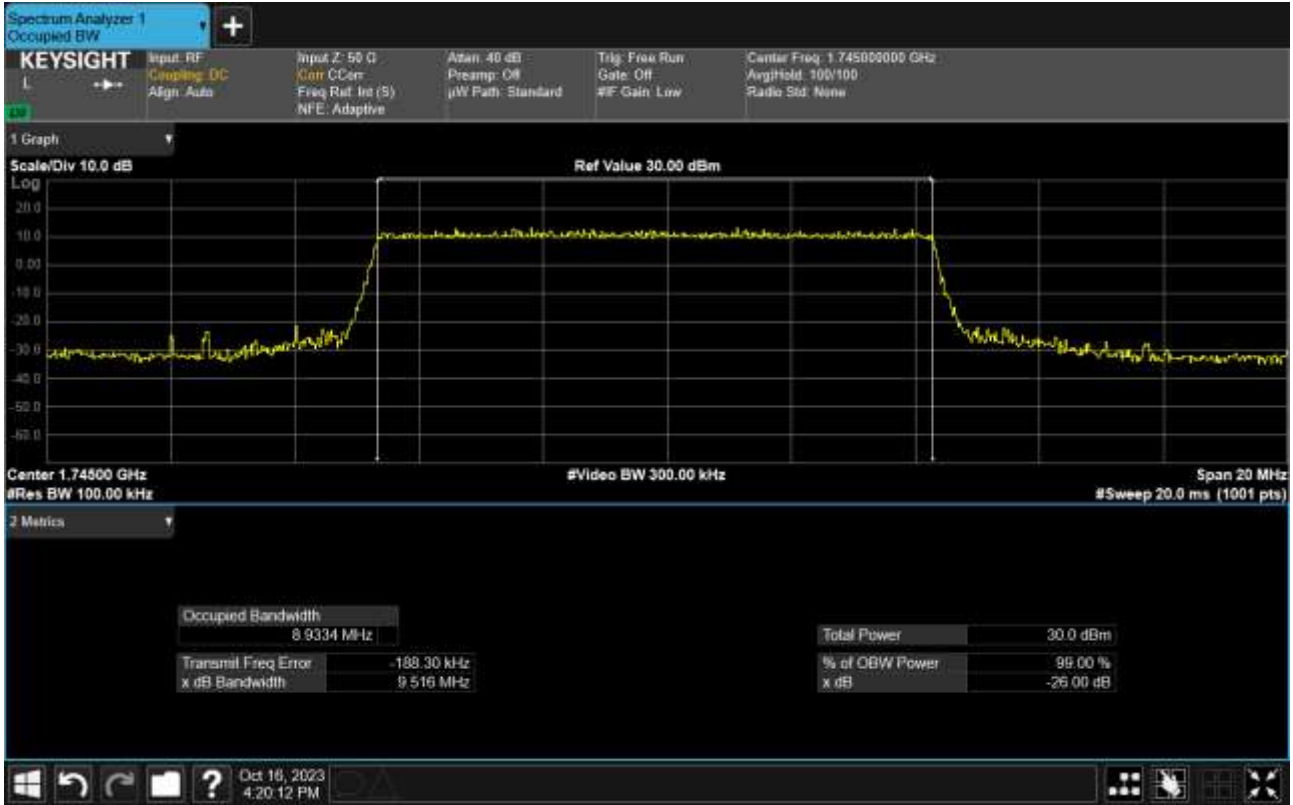 Spectrum Analyzer 1
Occupied BW
+
KEYSIGHT
L
Input: RF
Coupling: DC
Align: Auto
Input Z: 50 Ω
Corr CCorr
Freq Ref: Int (S)
NFE: Adaptive
Atten: 40 dB
Preamp: Off
µW Path: Standard
Trig: Free Run
Gate: Off
#IF Gain: Low
Center Freq: 1.745000000 GHz
Avg|Hold: 100/100
Radio Std: None
1 Graph
Scale/Div 10.0 dB
Ref Value 30.00 dBm
Log
20.0
10.0
0.00
-10.0
-20.0
-30.0
-40.0
-50.0
-60.0
Center 1.74500 GHz
#Video BW 300.00 kHz
Span 20 MHz
#Res BW 100.00 kHz
#Sweep 20.0 ms (1001 pts)
2 Metrics
Occupied Bandwidth
8.9334 MHz
Total Power 30.0 dBm
Transmit Freq Error -188.30 kHz
% of OBW Power 99.00 %
x dB Bandwidth 9.516 MHz
x dB -26.00 dB
?
Oct 16, 2023
4:20:12 PM